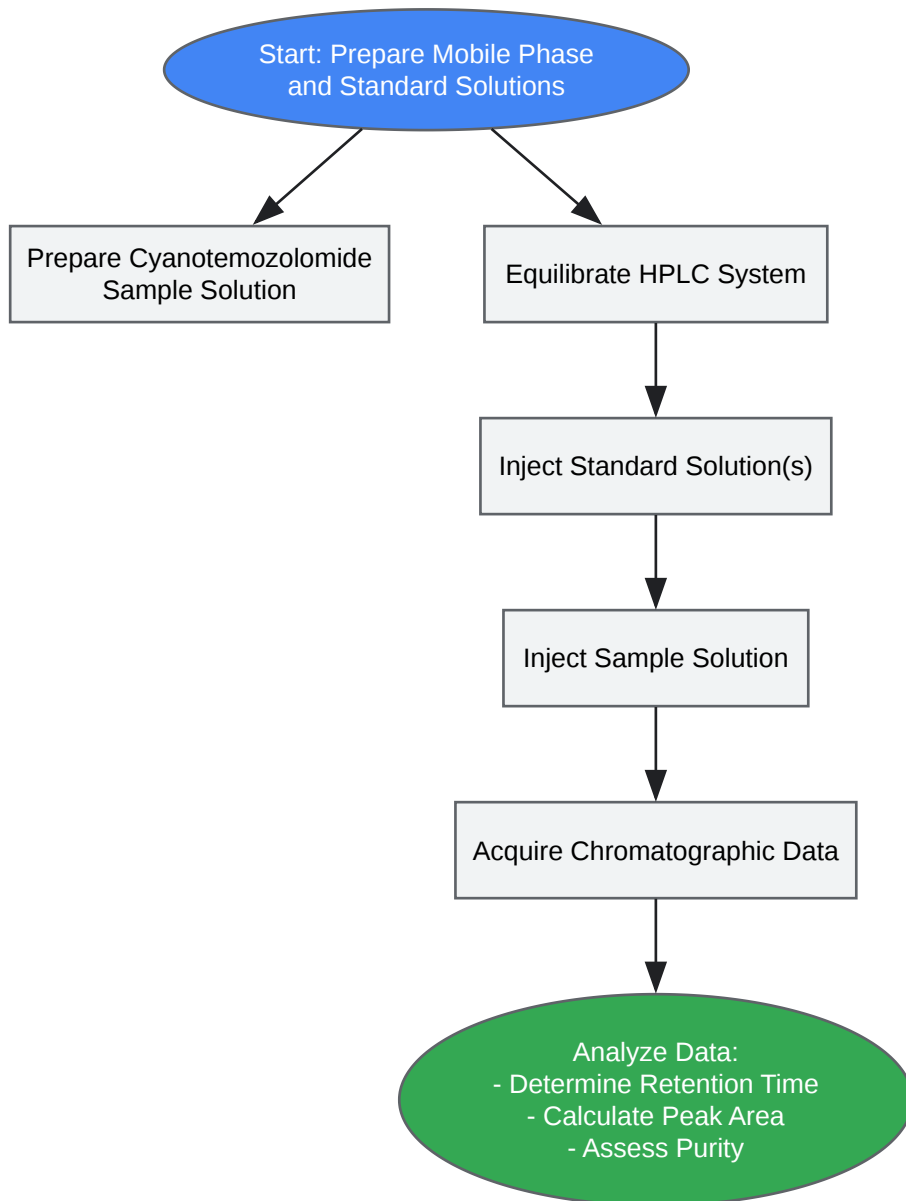 Start: Prepare Mobile Phase
and Standard Solutions
Prepare Cyanotemozolomide
Sample Solution
Equilibrate HPLC System
Inject Standard Solution(s)
Inject Sample Solution
Acquire Chromatographic Data
Analyze Data:
- Determine Retention Time
- Calculate Peak Area
- Assess Purity